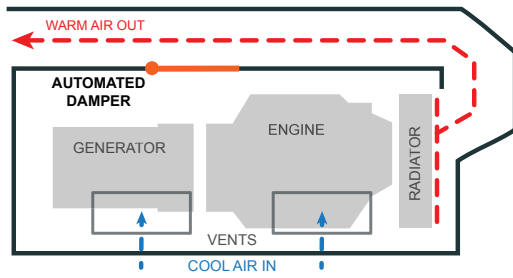 WARM AIR OUT
AUTOMATED
DAMPER
ENGINE
GENERATOR
RADIATOR
VENTS
COOL AIR IN